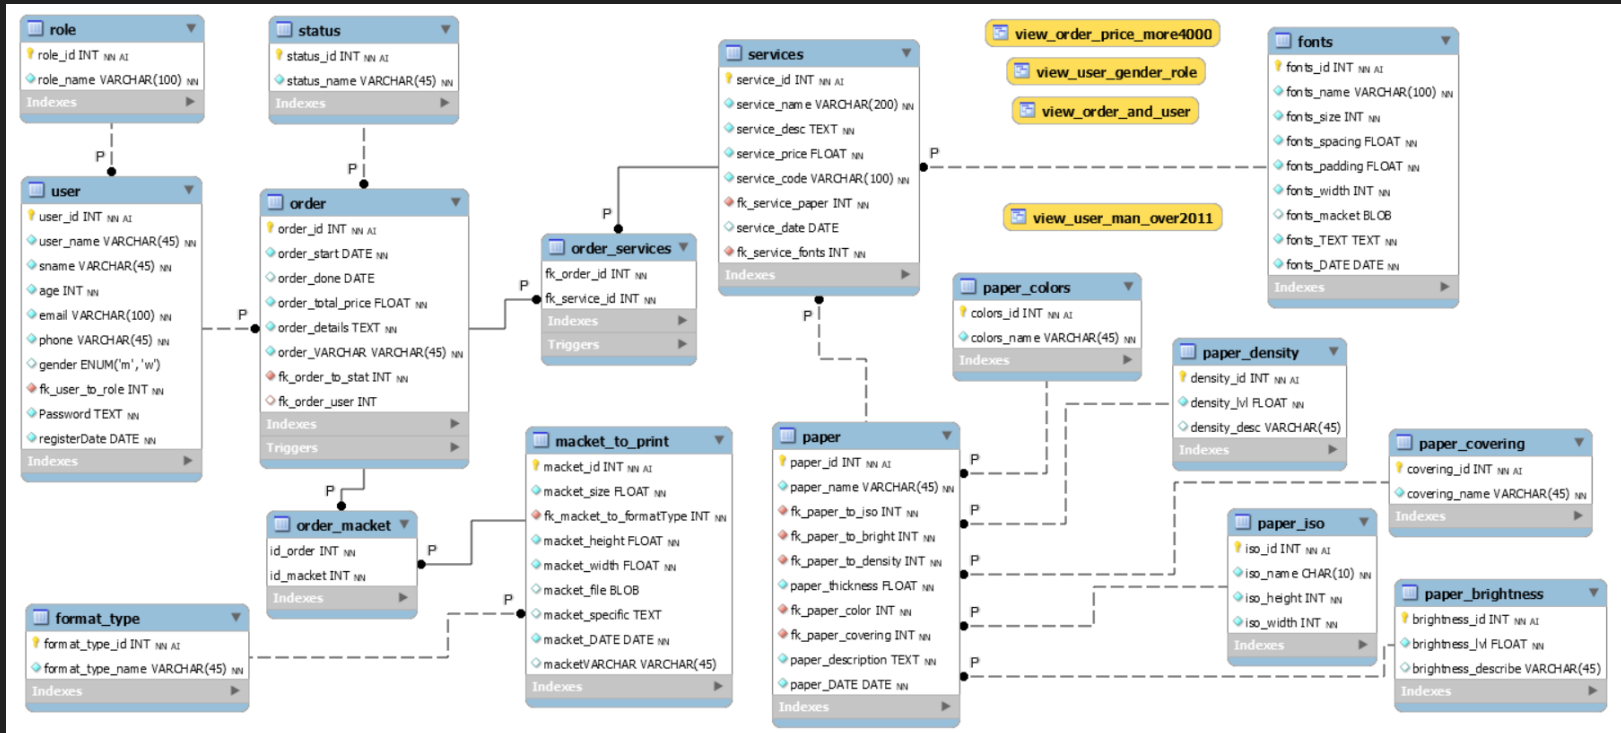 role
role_id INT NN AI
role_name VARCHAR(100) NN
Indexes
status
status_id INT NN AI
status_name VARCHAR(45) NN
Indexes
services
service_id INT NN AI
service_name VARCHAR(200) NN
service_desc TEXT NN
service_price FLOAT NN
service_code VARCHAR(100) NN
fk_service_paper INT NN
service_date DATE
fk_service_fonts INT NN
Indexes
view_order_price_more4000
view_user_gender_role
view_order_and_user
view_user_man_over2011
fonts
fonts_id INT NN AI
fonts_name VARCHAR(100) NN
fonts_size INT NN
fonts_spacing FLOAT NN
fonts_padding FLOAT NN
fonts_width INT NN
fonts_macket BLOB
fonts_TEXT TEXT NN
fonts_DATE DATE NN
Indexes
P
P
P
P
user
user_id INT NN AI
user_name VARCHAR(45) NN
sname VARCHAR(45) NN
age INT NN
email VARCHAR(100) NN
phone VARCHAR(45) NN
gender ENUM('m', 'w')
fk_user_to_role INT NN
Password TEXT NN
registerDate DATE NN
Indexes
P
order
order_id INT NN AI
order_start DATE NN
order_done DATE
order_total_price FLOAT NN
order_details TEXT NN
order_VARCHAR VARCHAR(45) NN
fk_order_to_stat INT NN
fk_order_user INT
Indexes
Triggers
P
order_services
fk_order_id INT NN
fk_service_id INT NN
Indexes
Triggers
P
paper_colors
colors_id INT NN AI
colors_name VARCHAR(45) NN
Indexes
paper_density
density_id INT NN AI
density_lvl FLOAT NN
density_desc VARCHAR(45)
Indexes
P
order_macket
id_order INT NN
id_macket INT NN
Indexes
P
macket_to_print
macket_id INT NN AI
macket_size FLOAT NN
fk_macket_to_formatType INT NN
macket_height FLOAT NN
macket_width FLOAT NN
macket_file BLOB
macket_specific TEXT
macket_DATE DATE NN
macketVARCHAR VARCHAR(45)
Indexes
paper
paper_id INT NN AI
paper_name VARCHAR(45) NN
fk_paper_to_iso INT NN
fk_paper_to_bright INT NN
fk_paper_to_density INT NN
paper_thickness FLOAT NN
fk_paper_color INT NN
fk_paper_covering INT NN
paper_description TEXT NN
paper_DATE DATE NN
Indexes
P
P
P
P
P
paper_covering
covering_id INT NN AI
covering_name VARCHAR(45) NN
Indexes
paper_iso
iso_id INT NN AI
iso_name CHAR(10) NN
iso_height INT NN
iso_width INT NN
Indexes
paper_brightness
brightness_id INT NN AI
brightness_lvl FLOAT NN
brightness_describe VARCHAR(45)
Indexes
format_type
format_type_id INT NN AI
format_type_name VARCHAR(45) NN
Indexes
P